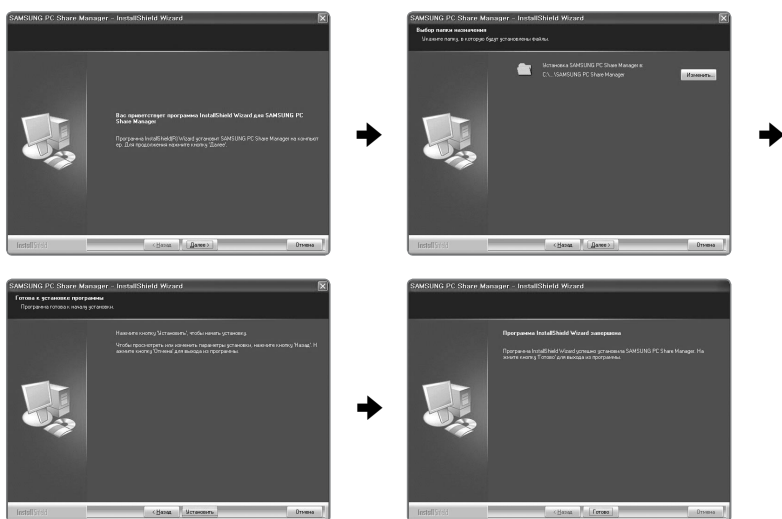 SAMSUNG PC Share Manager - InstallShield Wizard
Вас приветствует программа InstallShield Wizard для SAMSUNG PC
Share Manager
Программа InstallShield(R) Wizard установит SAMSUNG PC Share Manager на компьют
ер. Для продолжения нажмите кнопку 'Далее'.
InstallShield
< Назад
Далее >
Отмена
SAMSUNG PC Share Manager - InstallShield Wizard
Выбор папки назначения
Укажите папку, в которую будут установлены файлы.
Установка SAMSUNG PC Share Manager в:
C:\...\SAMSUNG PC Share Manager
Изменить...
InstallShield
< Назад
Далее >
Отмена
SAMSUNG PC Share Manager - InstallShield Wizard
Готова к установке программы
Программа готова к началу установки.
Нажмите кнопку 'Установить', чтобы начать установку.
Чтобы просмотреть или изменить параметры установки, нажмите кнопку 'Назад'. Н
ажмите кнопку 'Отмена' для выхода из программы.
InstallShield
< Назад
Установить
Отмена
SAMSUNG PC Share Manager - InstallShield Wizard
Программа InstallShield Wizard завершена
Программа InstallShield Wizard успешно установила SAMSUNG PC Share Manager. На
жмите кнопку 'Готово' для выхода из программы.
InstallShield
< Назад
Готово
Отмена